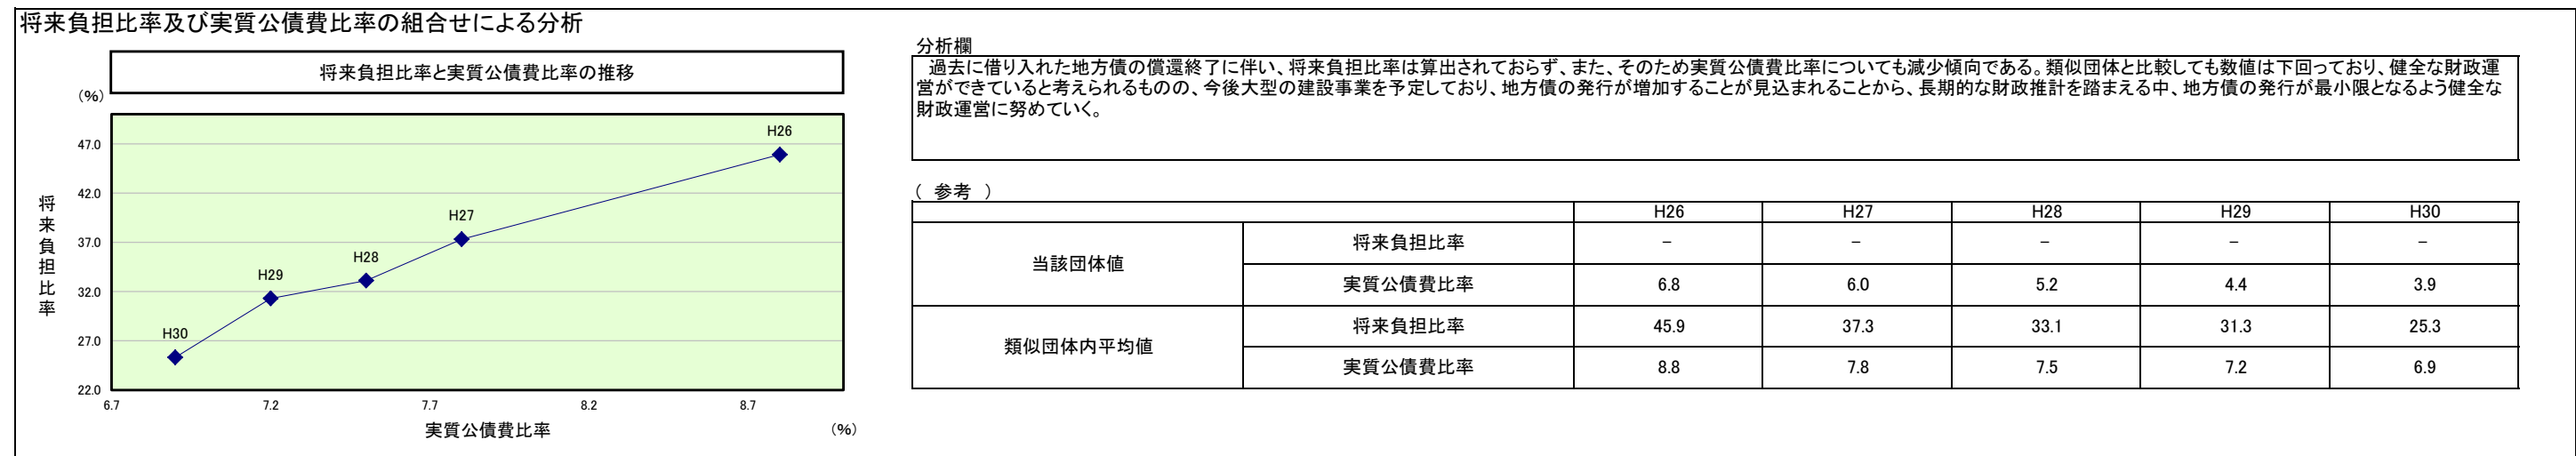 将来負担比率及び実質公債費比率の組合せによる分析
将来負担比率と実質公債費比率の推移
(%)
将来負担比率
47.0
42.0
37.0
32.0
27.0
22.0
H26
H27
H28
H29
H30
6.7 7.2 7.7 8.2 8.7
実質公債費比率
(%)
分析欄
過去に借り入れた地方債の償還終了に伴い、将来負担比率は算出されておらず、また、そのため実質公債費比率についても減少傾向である。類似団体と比較しても数値は下回っており、健全な財政運
営ができていると考えられるものの、今後大型の建設事業を予定しており、地方債の発行が増加することが見込まれることから、長期的な財政推計を踏まえる中、地方債の発行が最小限となるよう健全な
財政運営に努めていく。
( 参考 )
H26 H27 H28 H29 H30
当該団体値
将来負担比率 － － － － －
実質公債費比率 6.8 6.0 5.2 4.4 3.9
類似団体内平均値
将来負担比率 45.9 37.3 33.1 31.3 25.3
実質公債費比率 8.8 7.8 7.5 7.2 6.9